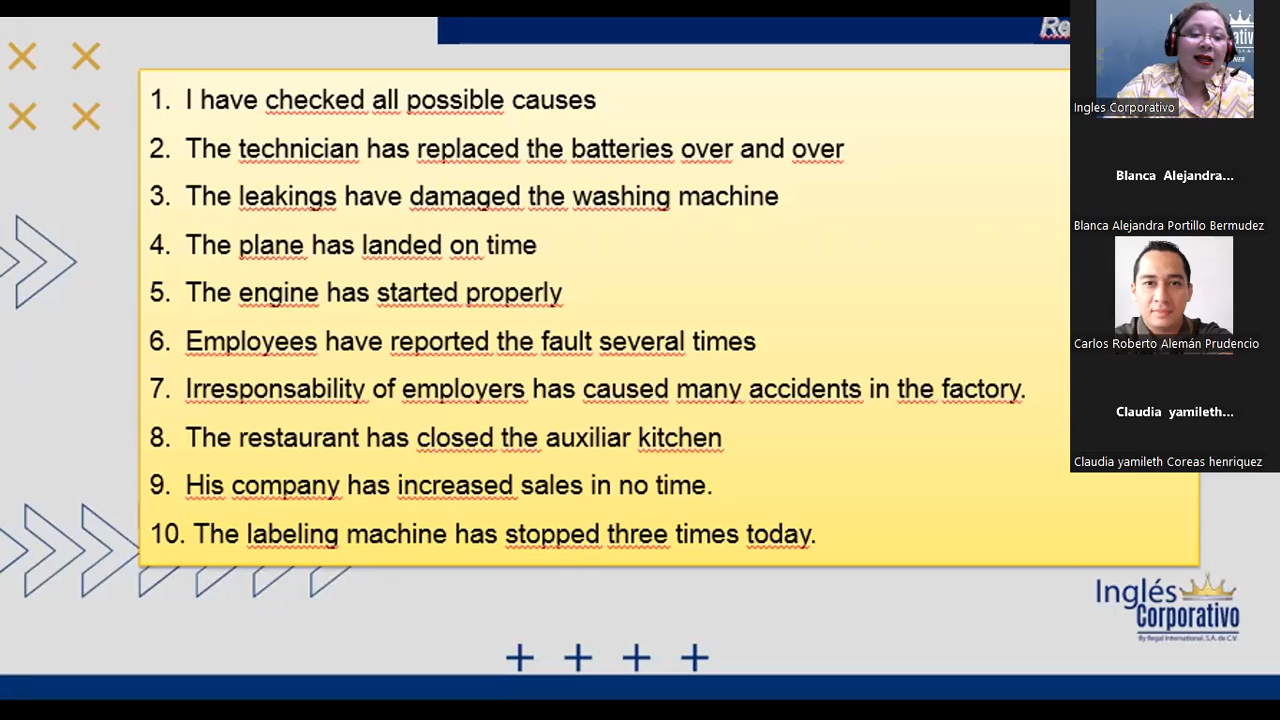 Re
1. I have checked all possible causes
2. The technician has replaced the batteries over and over
3. The leakings have damaged the washing machine
4. The plane has landed on time
5. The engine has started properly
6. Employees have reported the fault several times
7. Irresponsability of employers has caused many accidents in the factory.
8. The restaurant has closed the auxiliar kitchen
9. His company has increased sales in no time.
10. The labeling machine has stopped three times today.
Ingles Corporativo
Blanca Alejandra...
Blanca Alejandra Portillo Bermudez
Carlos Roberto Alemán Prudencio
Claudia yamileth...
Claudia yamileth Coreas henriquez
Inglés
Corporativo
By Regal International, S.A. de C.V.